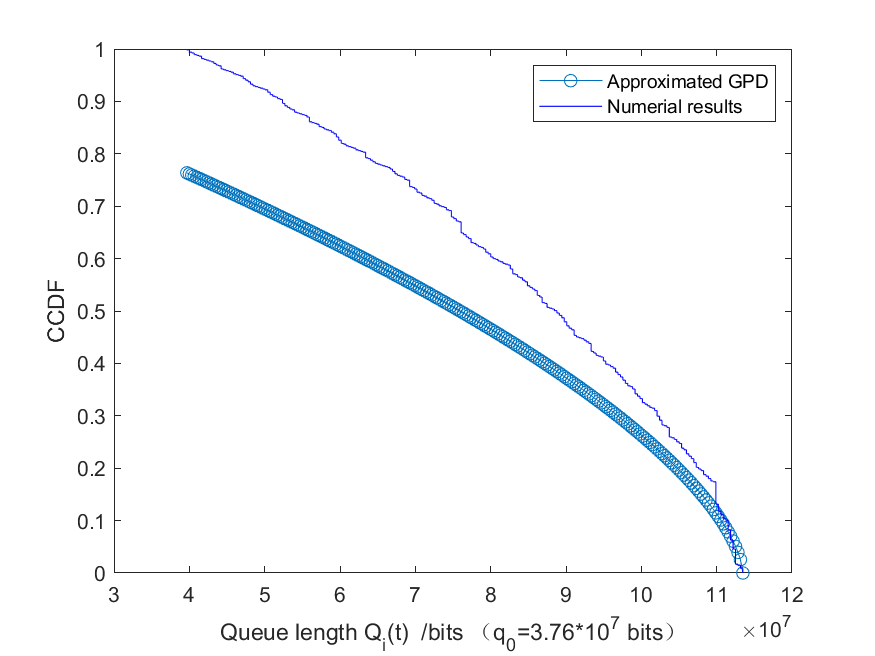 1
0.9
0.8
0.7
0.6
0.5
0.4
0.3
0.2
0.1
0
CCDF
Approximated GPD
Numerial results
3 4 5 6 7 8 9 10 11 12
×10^7
Queue length Q_i(t) /bits （q_0=3.76*10^7 bits）